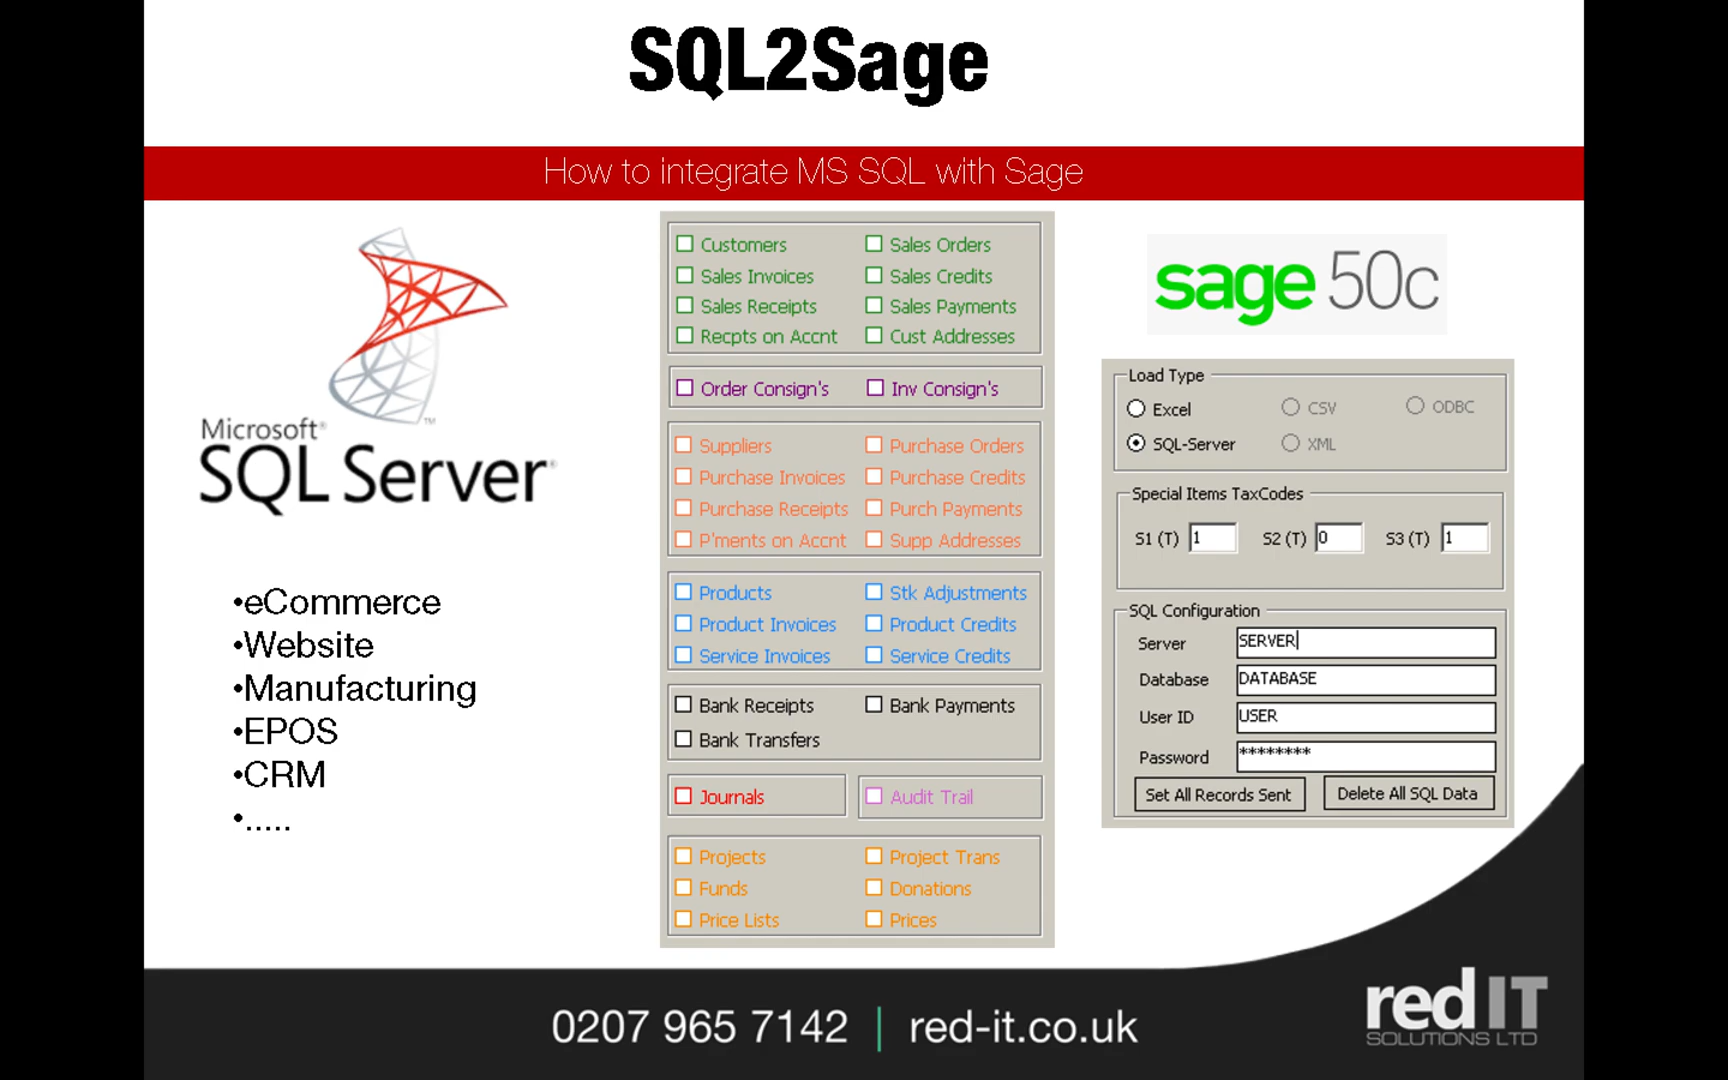 SQL2Sage
How to integrate MS SQL with Sage
Microsoft®
SQL Server®
•eCommerce
•Website
•Manufacturing
•EPOS
•CRM
•.....
Customers Sales Orders
Sales Invoices Sales Credits
Sales Receipts Sales Payments
Recpts on Accnt Cust Addresses
Order Consign's Inv Consign's
Suppliers Purchase Orders
Purchase Invoices Purchase Credits
Purchase Receipts Purch Payments
P'ments on Accnt Supp Addresses
Products Stk Adjustments
Product Invoices Product Credits
Service Invoices Service Credits
Bank Receipts Bank Payments
Bank Transfers
Journals Audit Trail
Projects Project Trans
Funds Donations
Price Lists Prices
sage 50c
Load Type
Excel CSV ODBC
SQL-Server XML
Special Items TaxCodes
S1 (T) 1 S2 (T) 0 S3 (T) 1
SQL Configuration
Server SERVER
Database DATABASE
User ID USER
Password ********
Set All Records Sent Delete All SQL Data
0207 965 7142 | red-it.co.uk
red IT
SOLUTIONS LTD